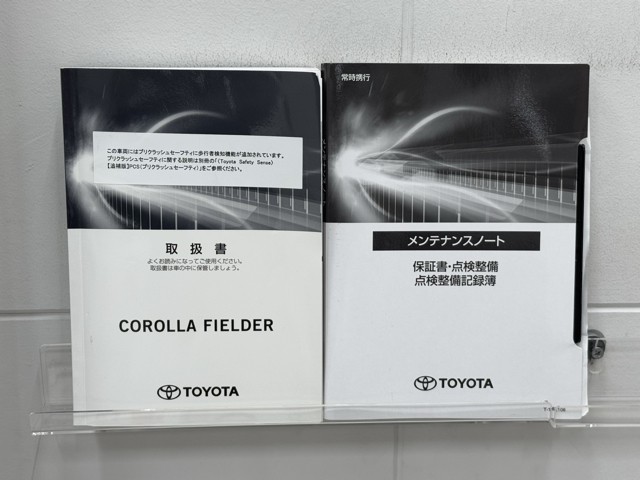 この車両にはプリクラッシュセーフティに歩行者検知機能が追加されています。
プリクラッシュセーフティに関する説明は別冊の「(Toyota Safety Sense)
【追補版】PCS(プリクラッシュセーフティ)」をご参照ください。
取扱書
よくお読みになってご使用ください。
取扱書は車の中に保管しましょう。
COROLLA FIELDER
TOYOTA
常時携行
メンテナンスノート
保証書・点検整備
点検整備記録簿
TOYOTA